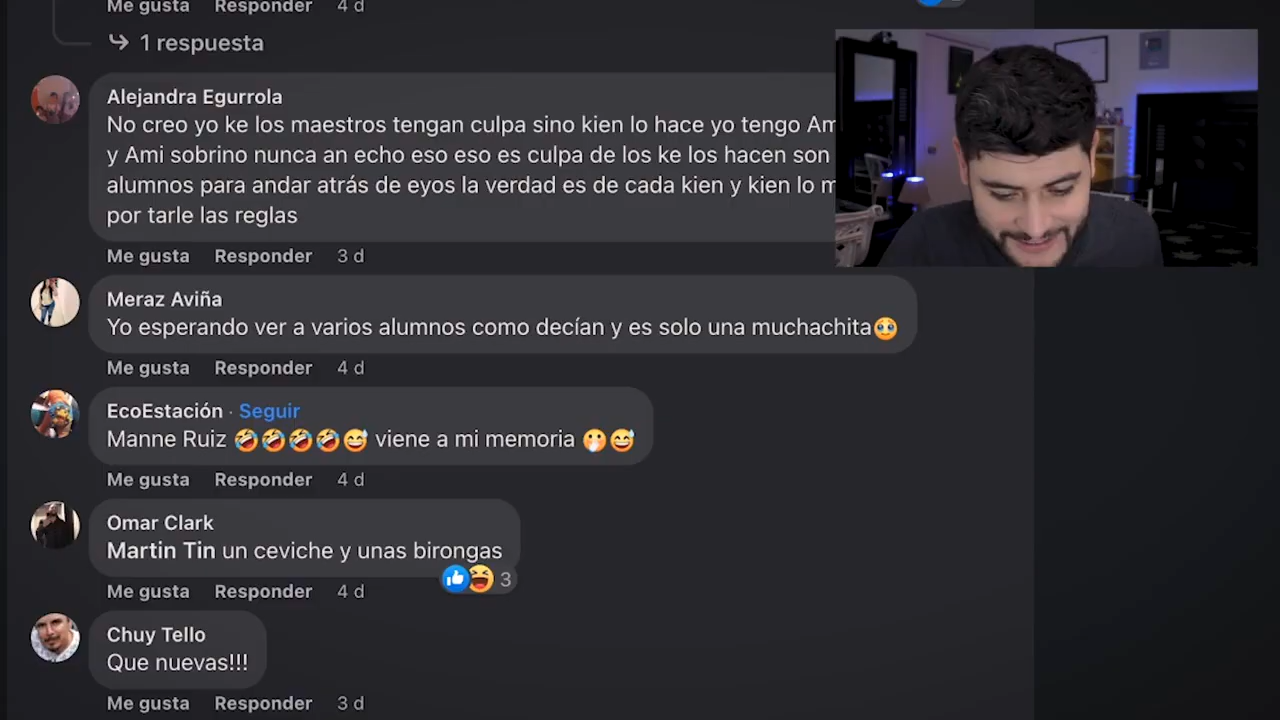 Me gusta Responder 4 d
1 respuesta
Alejandra Egurrola
No creo yo ke los maestros tengan culpa sino kien lo hace yo tengo
y Ami sobrino nunca an echo eso eso es culpa de los ke los hacen son
alumnos para andar atrás de eyos la verdad es de cada kien y kien lo
por tarle las reglas
Me gusta Responder 3 d
Meraz Aviña
Yo esperando ver a varios alumnos como decían y es solo una muchachita🥹
Me gusta Responder 4 d
EcoEstación · Seguir
Manne Ruiz 🤣🤣🤣🤣😅 viene a mi memoria 🫢😅
Me gusta Responder 4 d
Omar Clark
Martin Tin un ceviche y unas birongas
Me gusta Responder 4 d 3
Chuy Tello
Que nuevas!!!
Me gusta Responder 3 d